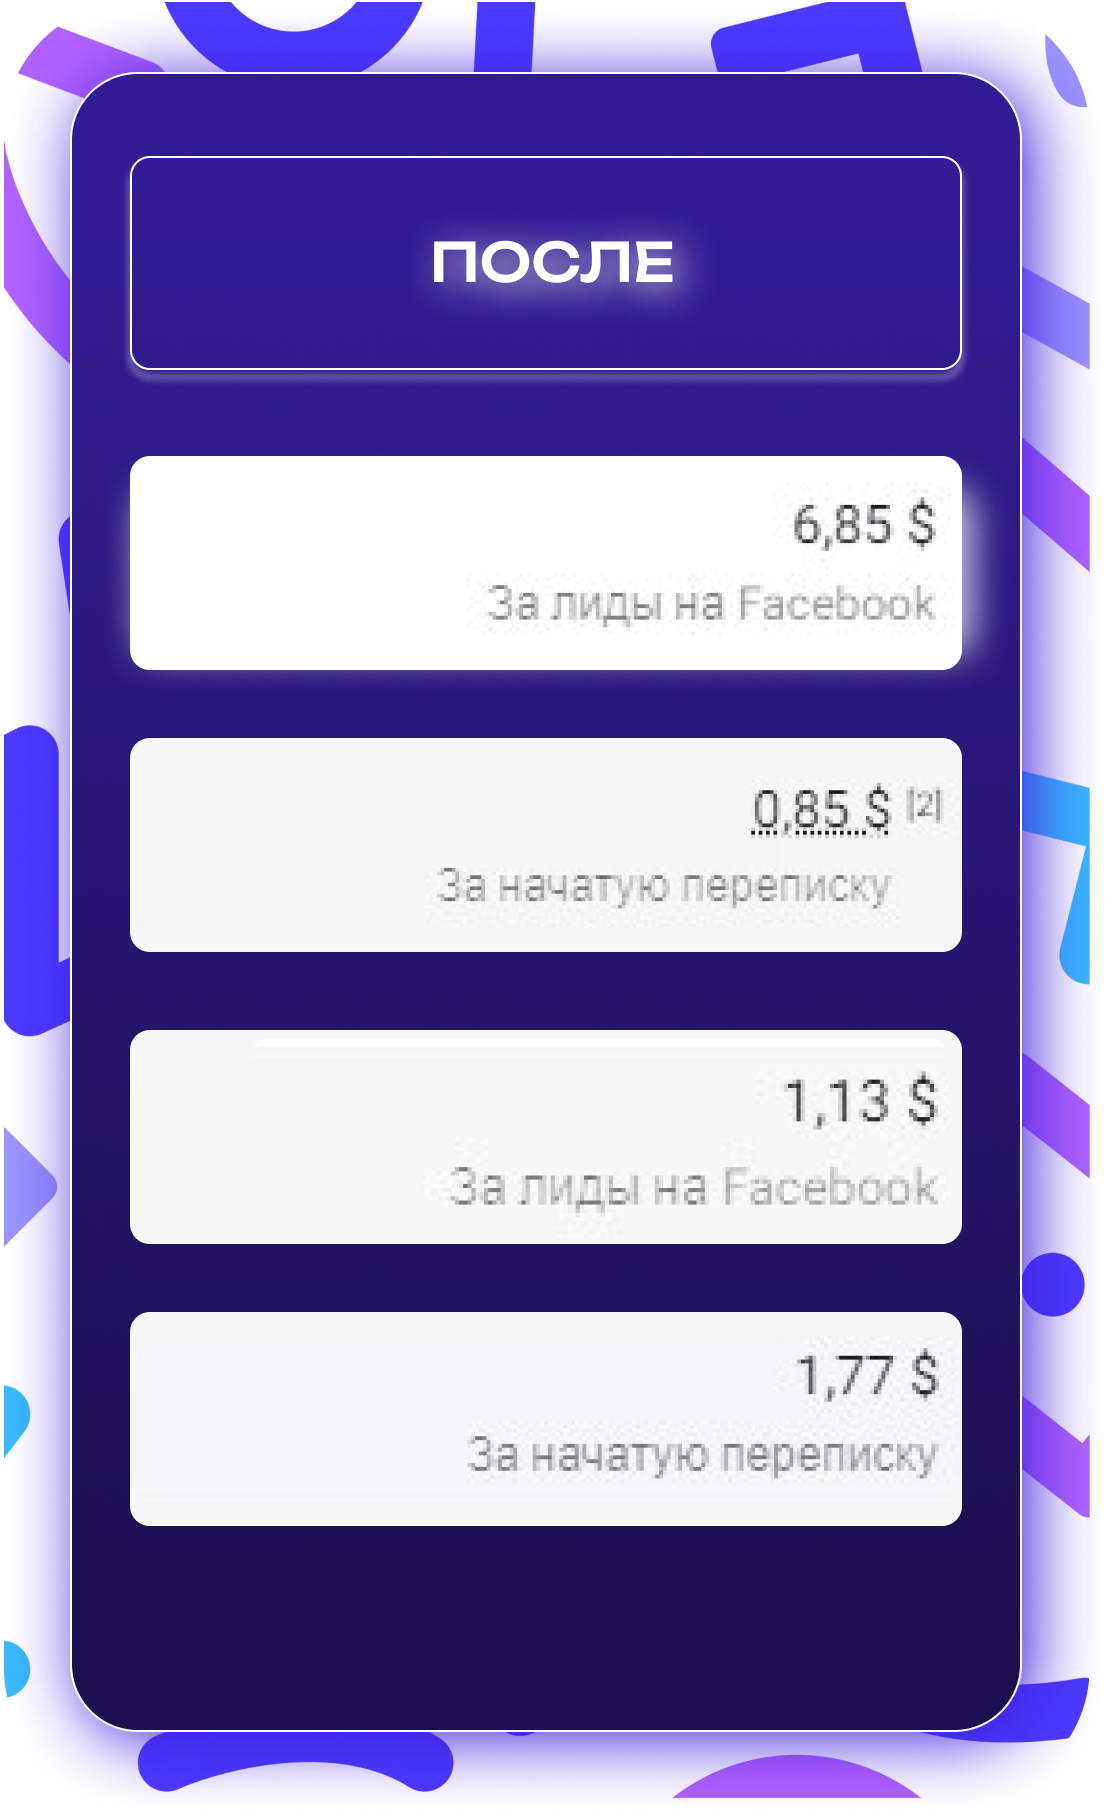 ПОСЛЕ
6,85 $
За лиды на Facebook
0,85 $ [2]
За начатую переписку
1,13 $
За лиды на Facebook
1,77 $
За начатую переписку